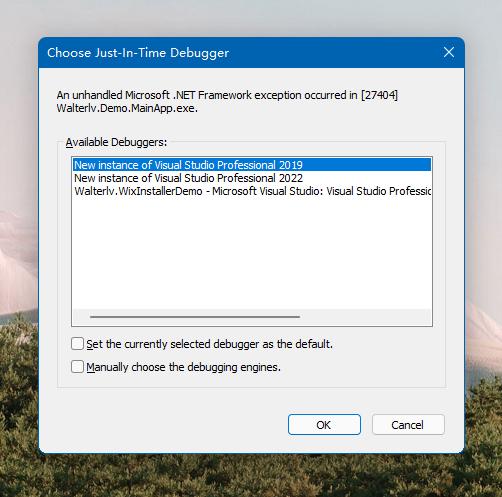 Choose Just-In-Time Debugger
An unhandled Microsoft .NET Framework exception occurred in [27404]
Walterlv.Demo.MainApp.exe.
Available Debuggers:
New instance of Visual Studio Professional 2019
New instance of Visual Studio Professional 2022
Walterlv.WixInstallerDemo - Microsoft Visual Studio: Visual Studio Professio
Set the currently selected debugger as the default.
Manually choose the debugging engines.
OK
Cancel